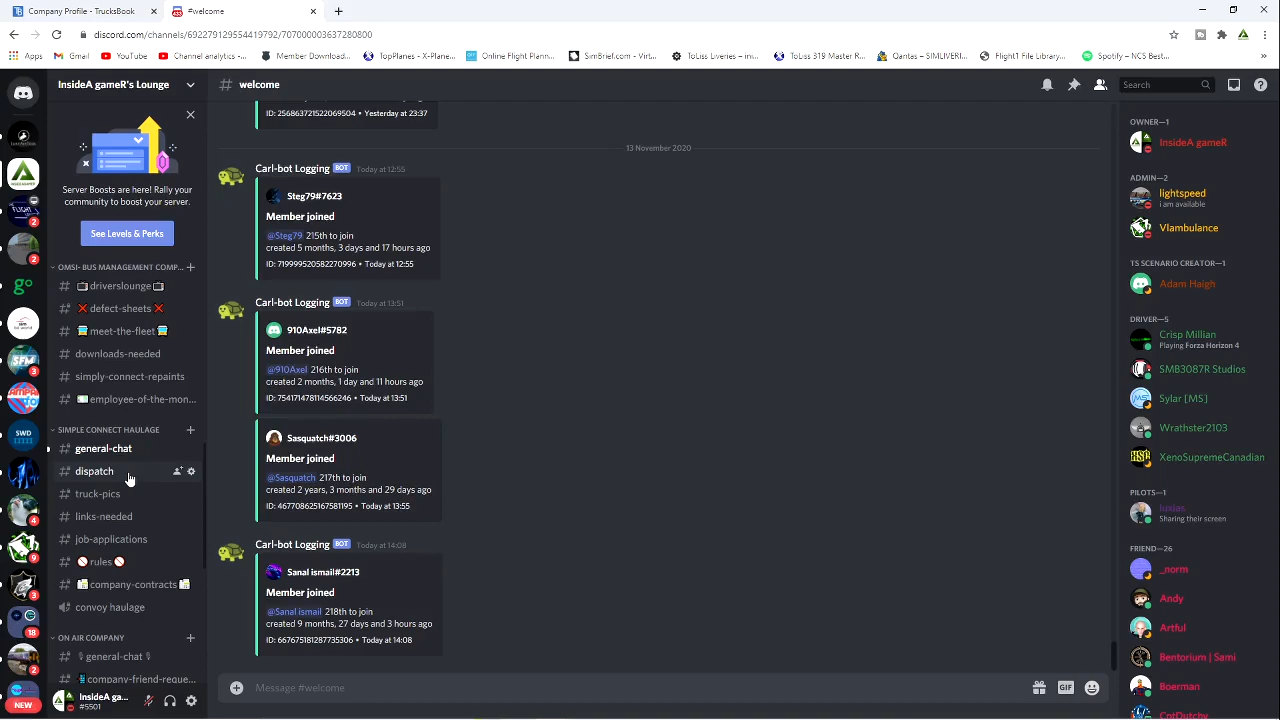 Company Profile - TrucksBook
#welcome
discord.com/channels/692279129554419792/707000003637280800
Apps
Gmail
YouTube
Channel analytics -...
Member Download...
TopPlanes - X-Plane...
Online Flight Plann...
SimBrief.com - Virt...
ToLiss Liveries – in...
ToLiss 319 Master R...
Qantas – SIMLIVERI...
Flight1 File Library...
Spotify – NCS Best...
InsideA gameR's Lounge
welcome
Search
Server Boosts are here! Rally your
community to boost your server.
See Levels & Perks
OMSI- BUS MANAGEMENT COMP...
driverslounge
defect-sheets
meet-the-fleet
downloads-needed
simply-connect-repaints
employee-of-the-mon...
SIMPLE CONNECT HAULAGE
general-chat
dispatch
truck-pics
links-needed
job-applications
rules
company-contracts
convoy haulage
ON AIR COMPANY
general-chat
company-friend-reque...
InsideA ga...
#5501
NEW
ID: 256863721522069504 • Yesterday at 23:37
13 November 2020
Carl-bot Logging BOT Today at 12:55
Steg79#7623
Member joined
@Steg79 215th to join
created 5 months, 3 days and 17 hours ago
ID: 719999520582270996 • Today at 12:55
Carl-bot Logging BOT Today at 13:51
910Axel#5782
Member joined
@910Axel 216th to join
created 2 months, 1 day and 11 hours ago
ID: 754171478114566246 • Today at 13:51
Sasquatch#3006
Member joined
@Sasquatch 217th to join
created 2 years, 3 months and 29 days ago
ID: 467708625167581195 • Today at 13:55
Carl-bot Logging BOT Today at 14:08
Sanal ismail#2213
Member joined
@Sanal ismail 218th to join
created 9 months, 27 days and 3 hours ago
ID: 667675181287735306 • Today at 14:08
Message #welcome
GIF
OWNER—1
InsideA gameR
ADMIN—2
lightspeed
i am available
Vlambulance
TS SCENARIO CREATOR—1
Adam Haigh
DRIVER—5
Crisp Millian
Playing Forza Horizon 4
SMB3087R Studios
Sylar [MS]
Wrathster2103
XenoSupremeCanadian
PILOTS—1
luxias
Sharing their screen
FRIEND—26
_norm
Andy
Artful
Bentorium | Sami
Boerman
CptDutchy